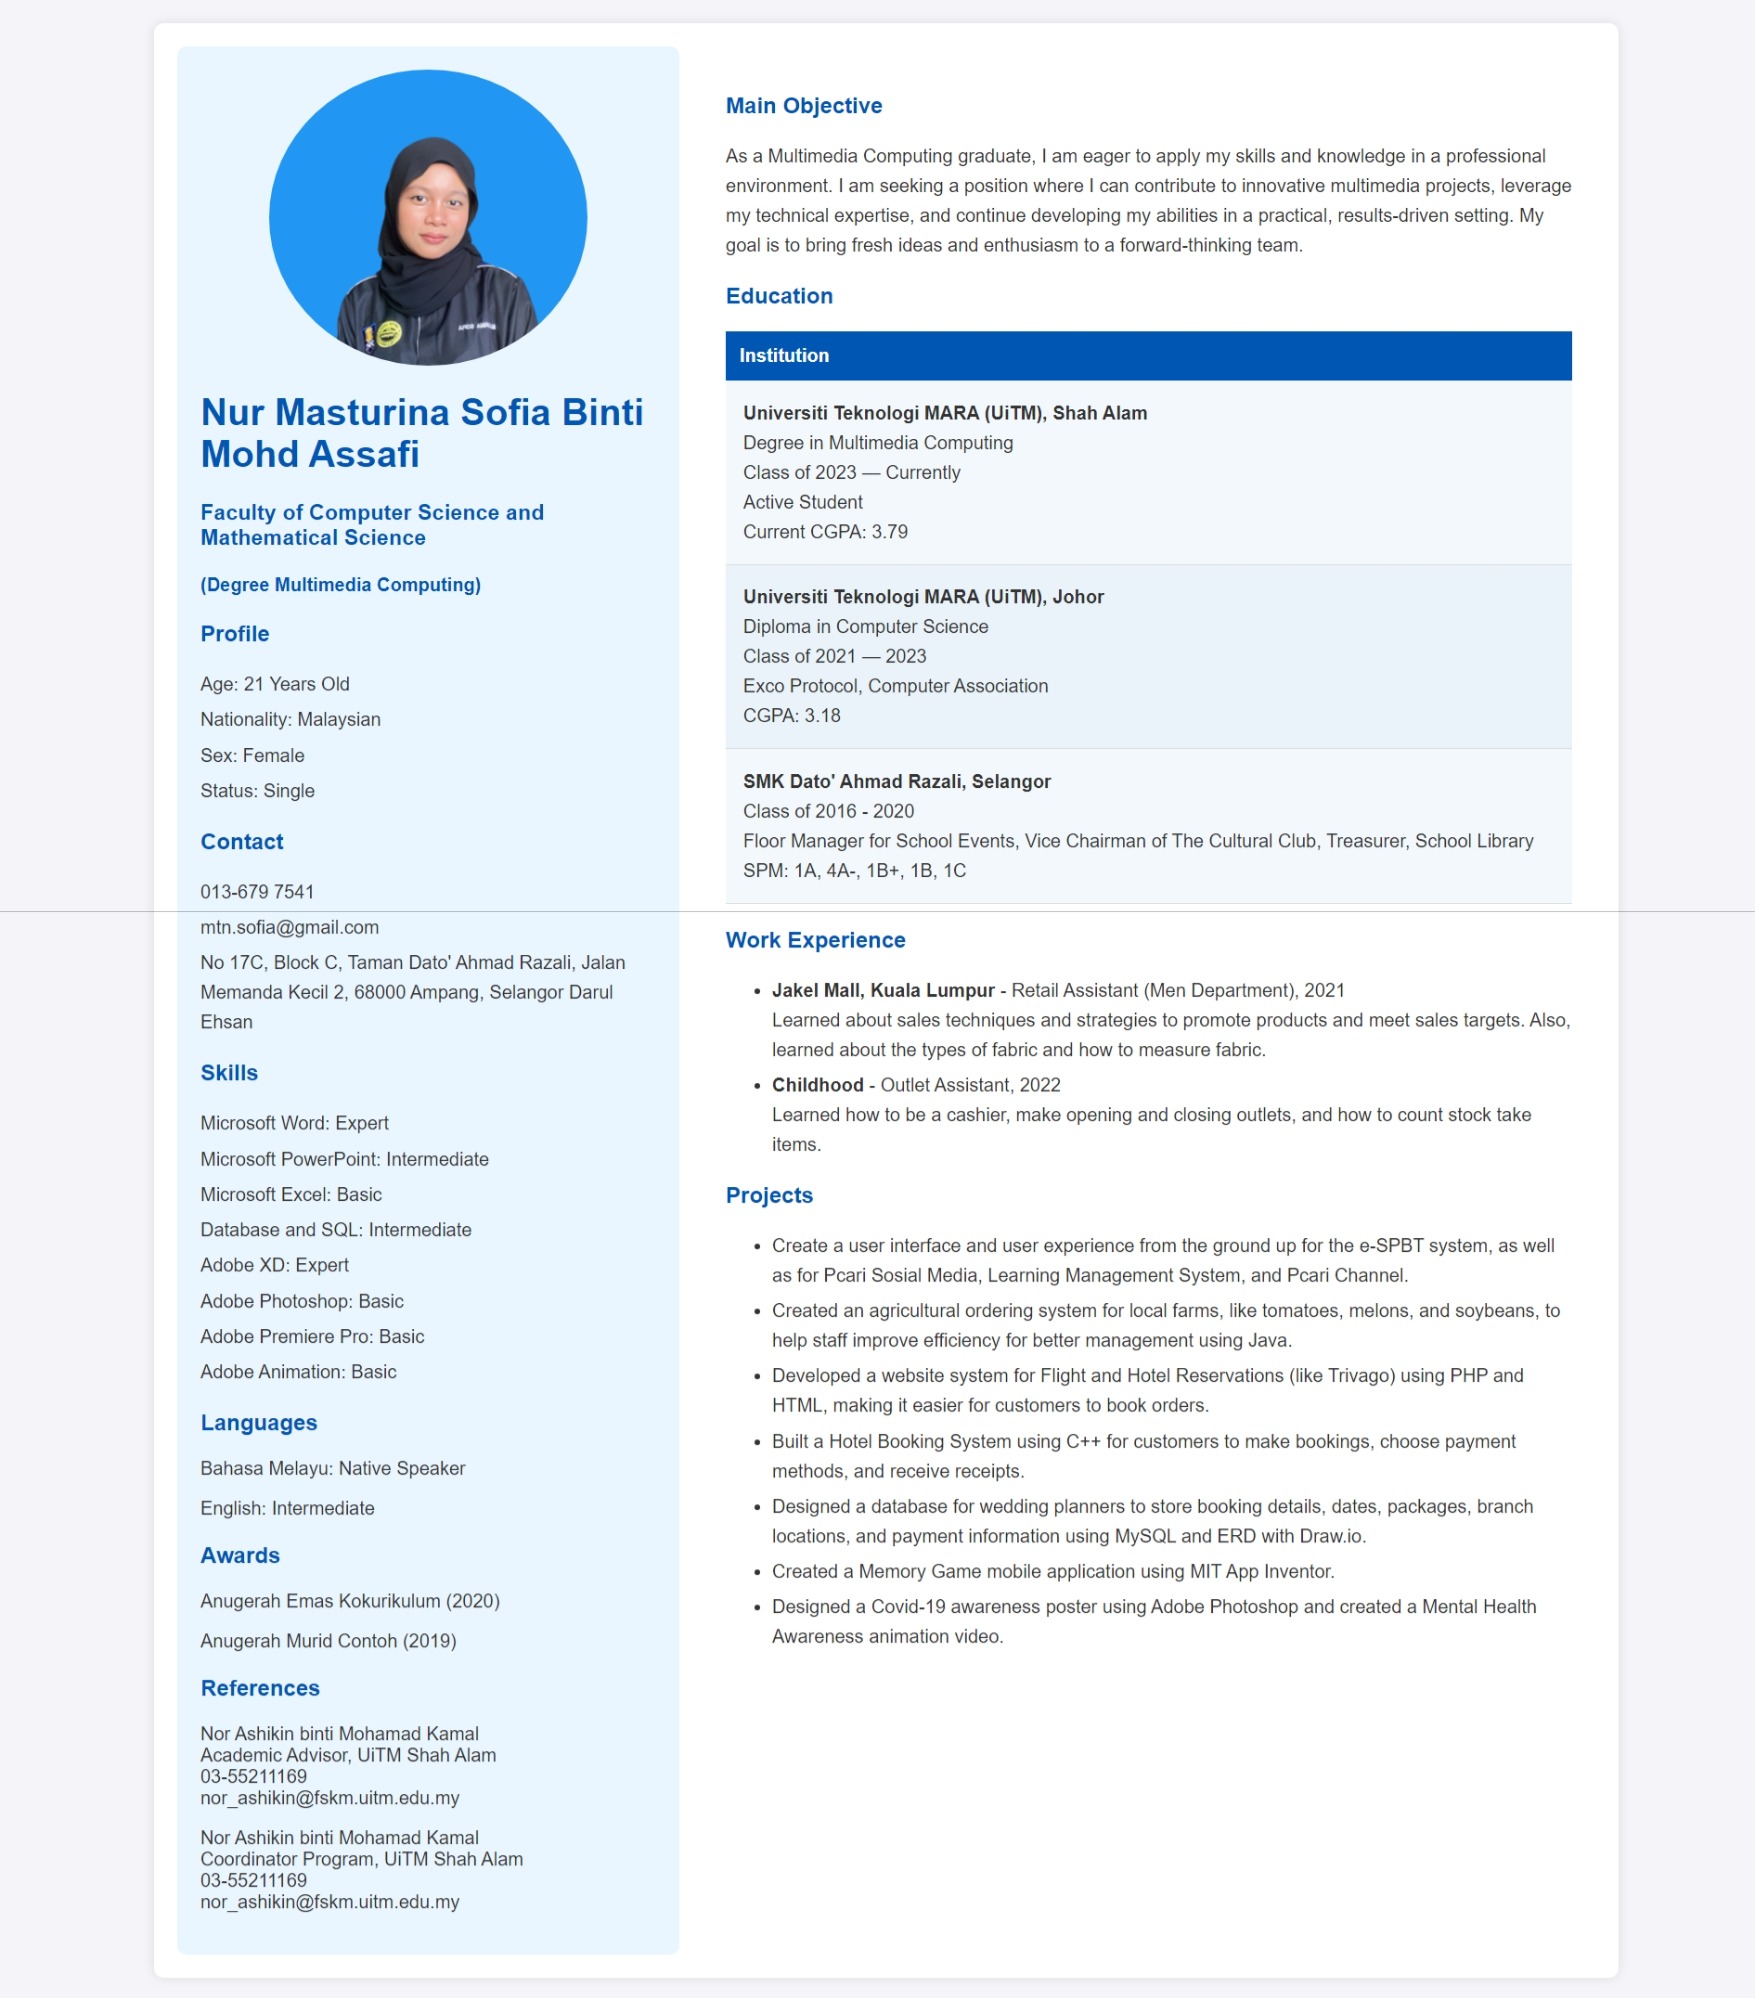 Nur Masturina Sofia Binti
Mohd Assafi
Faculty of Computer Science and
Mathematical Science
(Degree Multimedia Computing)
Profile
Age: 21 Years Old
Nationality: Malaysian
Sex: Female
Status: Single
Contact
013-679 7541
mtn.sofia@gmail.com
No 17C, Block C, Taman Dato' Ahmad Razali, Jalan
Memanda Kecil 2, 68000 Ampang, Selangor Darul
Ehsan
Skills
Microsoft Word: Expert
Microsoft PowerPoint: Intermediate
Microsoft Excel: Basic
Database and SQL: Intermediate
Adobe XD: Expert
Adobe Photoshop: Basic
Adobe Premiere Pro: Basic
Adobe Animation: Basic
Languages
Bahasa Melayu: Native Speaker
English: Intermediate
Awards
Anugerah Emas Kokurikulum (2020)
Anugerah Murid Contoh (2019)
References
Nor Ashikin binti Mohamad Kamal
Academic Advisor, UiTM Shah Alam
03-55211169
nor_ashikin@fskm.uitm.edu.my
Nor Ashikin binti Mohamad Kamal
Coordinator Program, UiTM Shah Alam
03-55211169
nor_ashikin@fskm.uitm.edu.my
Main Objective
As a Multimedia Computing graduate, I am eager to apply my skills and knowledge in a professional
environment. I am seeking a position where I can contribute to innovative multimedia projects, leverage
my technical expertise, and continue developing my abilities in a practical, results-driven setting. My
goal is to bring fresh ideas and enthusiasm to a forward-thinking team.
Education
Institution
Universiti Teknologi MARA (UiTM), Shah Alam
Degree in Multimedia Computing
Class of 2023 — Currently
Active Student
Current CGPA: 3.79
Universiti Teknologi MARA (UiTM), Johor
Diploma in Computer Science
Class of 2021 — 2023
Exco Protocol, Computer Association
CGPA: 3.18
SMK Dato' Ahmad Razali, Selangor
Class of 2016 - 2020
Floor Manager for School Events, Vice Chairman of The Cultural Club, Treasurer, School Library
SPM: 1A, 4A-, 1B+, 1B, 1C
Work Experience
• Jakel Mall, Kuala Lumpur - Retail Assistant (Men Department), 2021
Learned about sales techniques and strategies to promote products and meet sales targets. Also,
learned about the types of fabric and how to measure fabric.
• Childhood - Outlet Assistant, 2022
Learned how to be a cashier, make opening and closing outlets, and how to count stock take
items.
Projects
• Create a user interface and user experience from the ground up for the e-SPBT system, as well
as for Pcari Sosial Media, Learning Management System, and Pcari Channel.
• Created an agricultural ordering system for local farms, like tomatoes, melons, and soybeans, to
help staff improve efficiency for better management using Java.
• Developed a website system for Flight and Hotel Reservations (like Trivago) using PHP and
HTML, making it easier for customers to book orders.
• Built a Hotel Booking System using C++ for customers to make bookings, choose payment
methods, and receive receipts.
• Designed a database for wedding planners to store booking details, dates, packages, branch
locations, and payment information using MySQL and ERD with Draw.io.
• Created a Memory Game mobile application using MIT App Inventor.
• Designed a Covid-19 awareness poster using Adobe Photoshop and created a Mental Health
Awareness animation video.